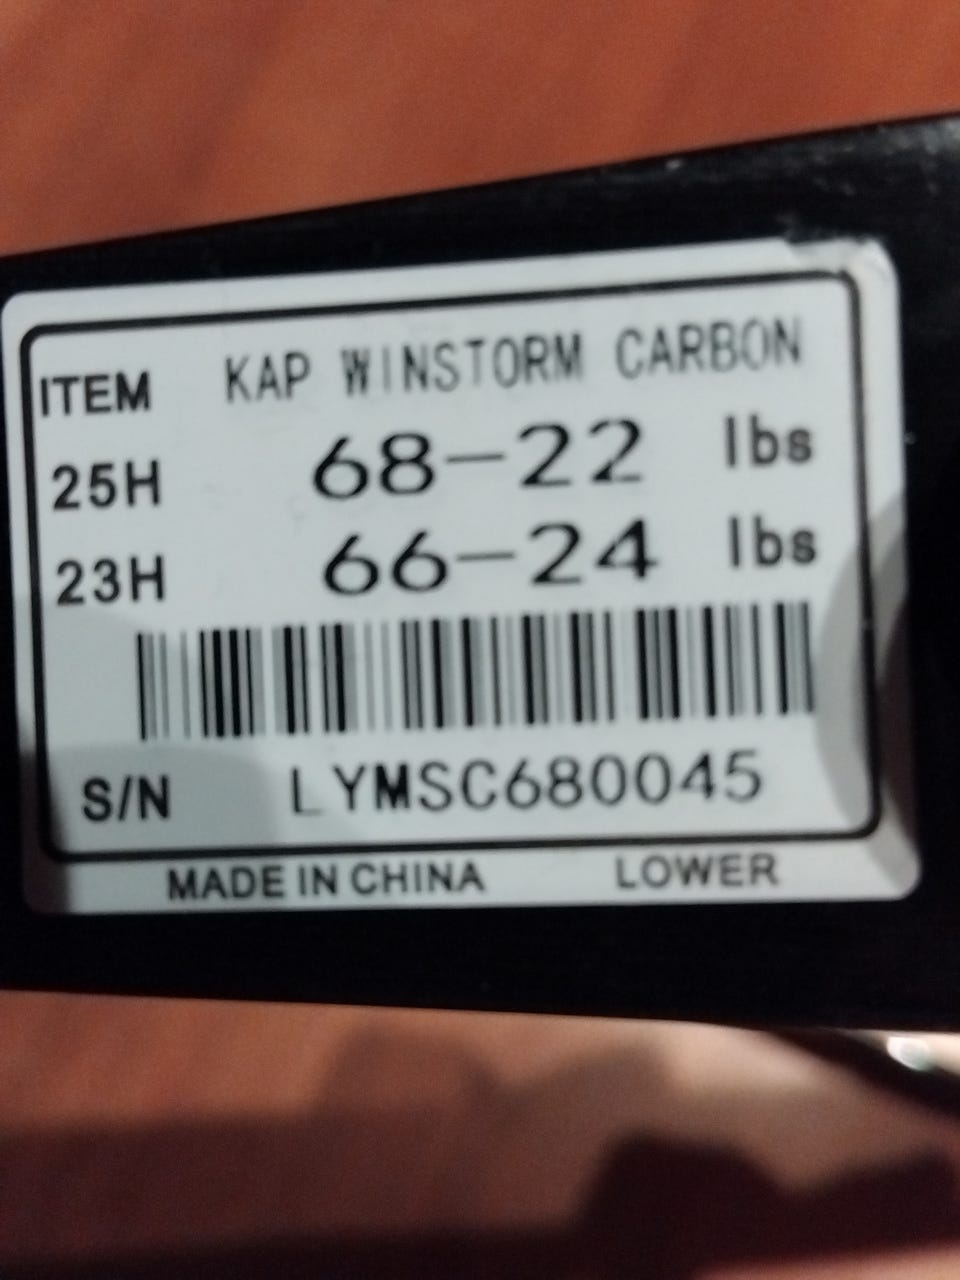 ITEM KAP WINSTORM CARBON
25H 68-22 lbs
23H 66-24 lbs
S/N LYMSC680045
MADE IN CHINA LOWER